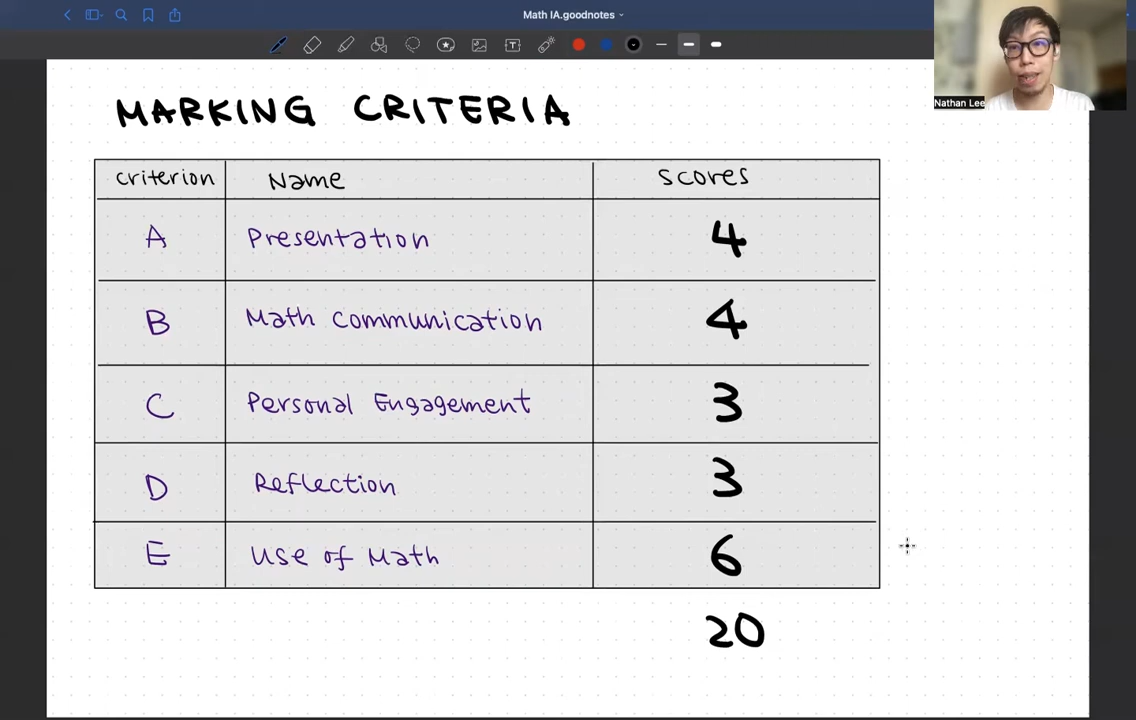 Math IA.goodnotes
Nathan Lee
MARKING CRITERIA
criterion Name scores
A Presentation 4
B Math communication 4
C Personal Engagement 3
D Reflection 3
E Use of Math 6
20